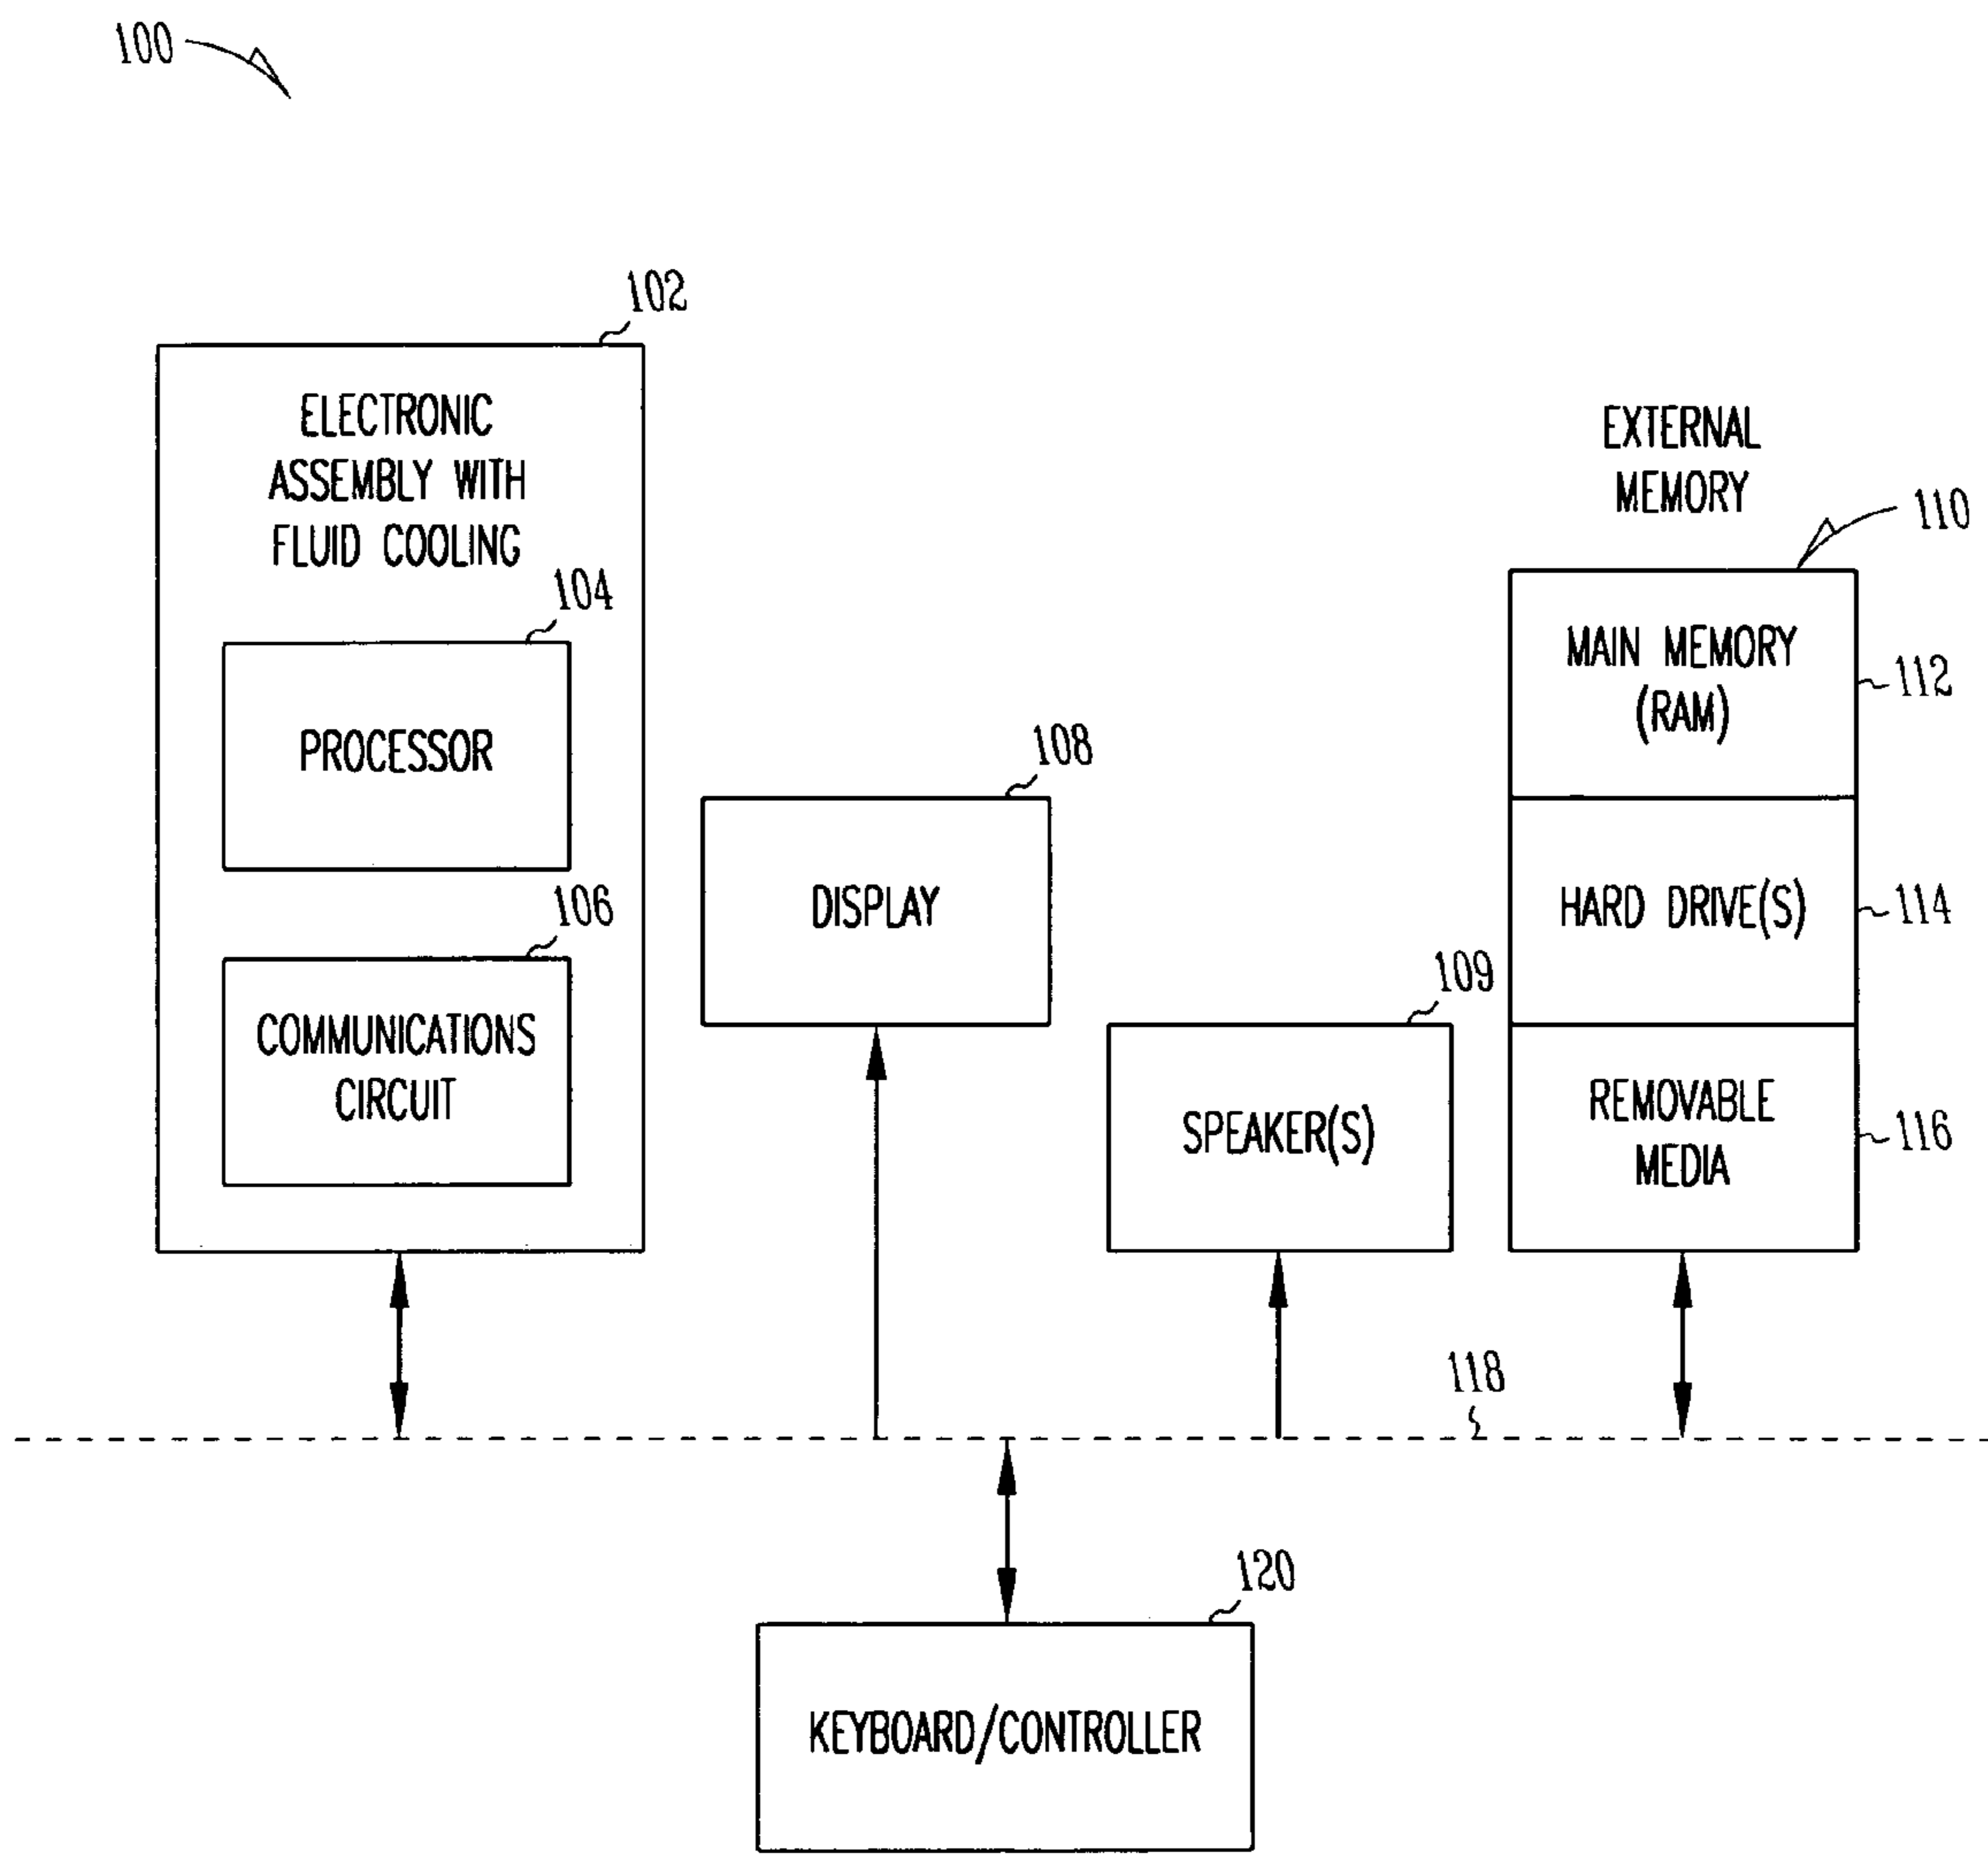 100
102
ELECTRONIC
ASSEMBLY WITH
FLUID COOLING
104
PROCESSOR
106
COMMUNICATIONS
CIRCUIT
108
DISPLAY
109
SPEAKER(S)
EXTERNAL
MEMORY
110
MAIN MEMORY
(RAM)
112
HARD DRIVE(S)
114
REMOVABLE
MEDIA
116
118
120
KEYBOARD/CONTROLLER